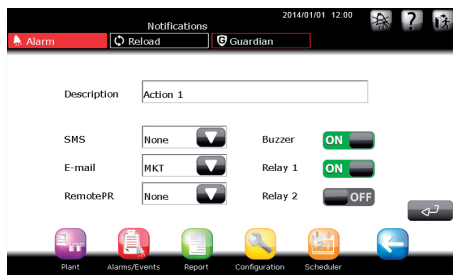 2014/01/01 12:00
Notifications
?
Alarm
Reload
Guardian
Description
Action 1
SMS
None
Buzzer
ON
E-mail
MKT
Relay 1
ON
RemotePR
None
Relay 2
OFF
Plant
Alarms/Events
Report
Configuration
Scheduler